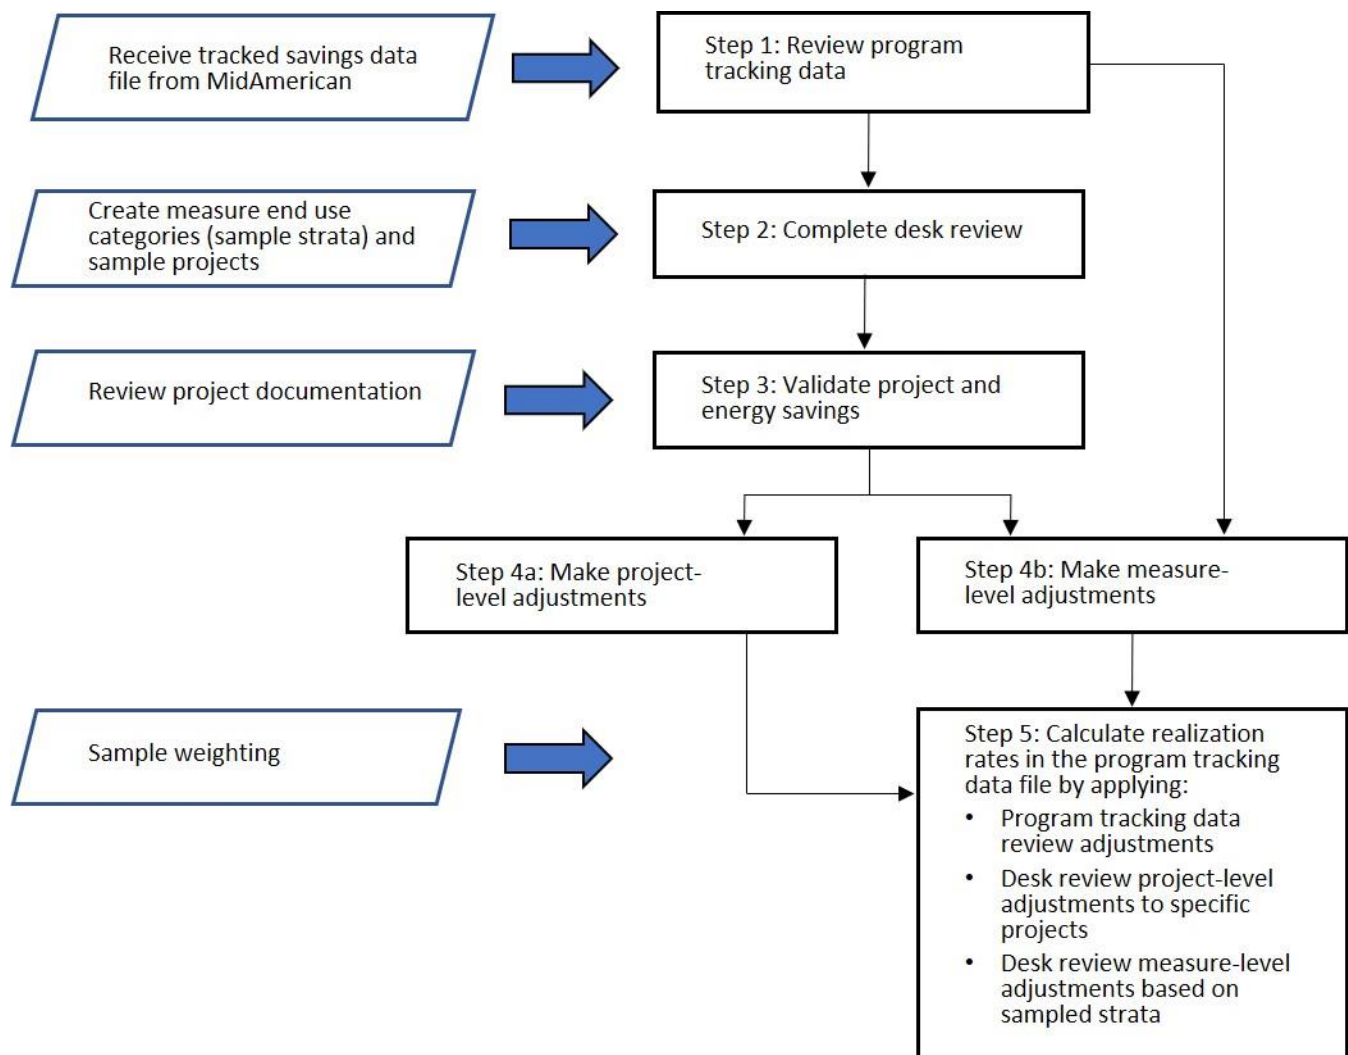 Receive tracked savings data
file from MidAmerican
Step 1: Review program
tracking data
Create measure end use
categories (sample strata) and
sample projects
Step 2: Complete desk review
Review project documentation
Step 3: Validate project and
energy savings
Step 4a: Make project-
level adjustments
Step 4b: Make measure-
level adjustments
Sample weighting
Step 5: Calculate realization
rates in the program tracking
data file by applying:
• Program tracking data
review adjustments
• Desk review project-level
adjustments to specific
projects
• Desk review measure-level
adjustments based on
sampled strata